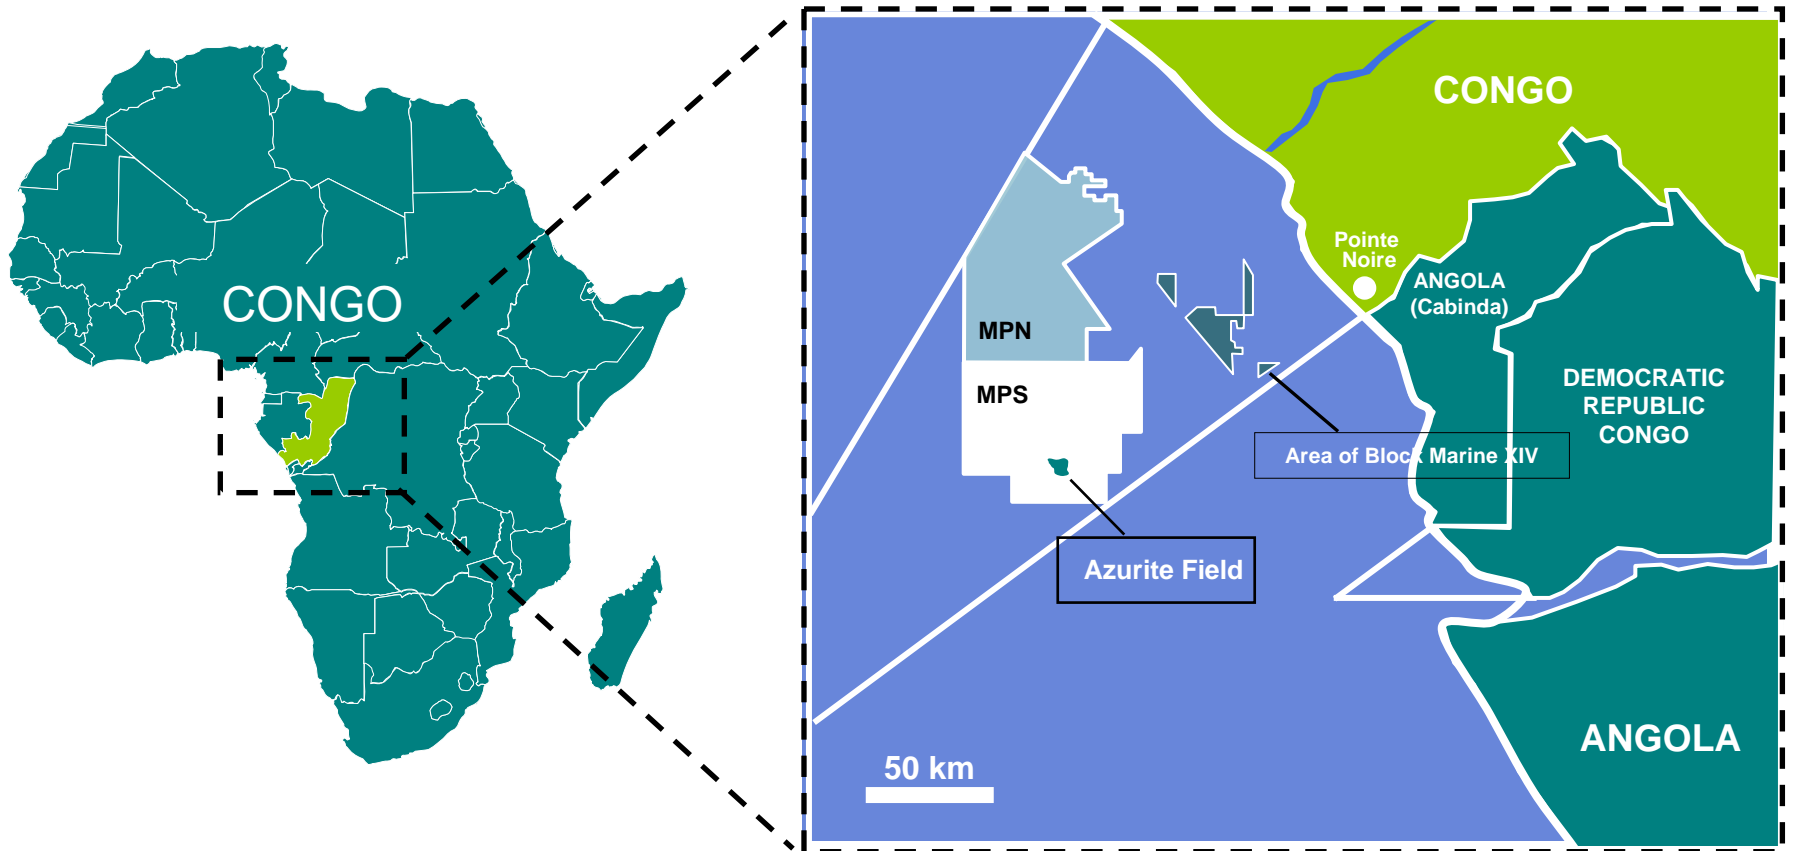 CONGO
CONGO
Pointe
Noire
ANGOLA
(Cabinda)
MPN
MPS
DEMOCRATIC
REPUBLIC
CONGO
Area of Block Marine XIV
Azurite Field
ANGOLA
50 km